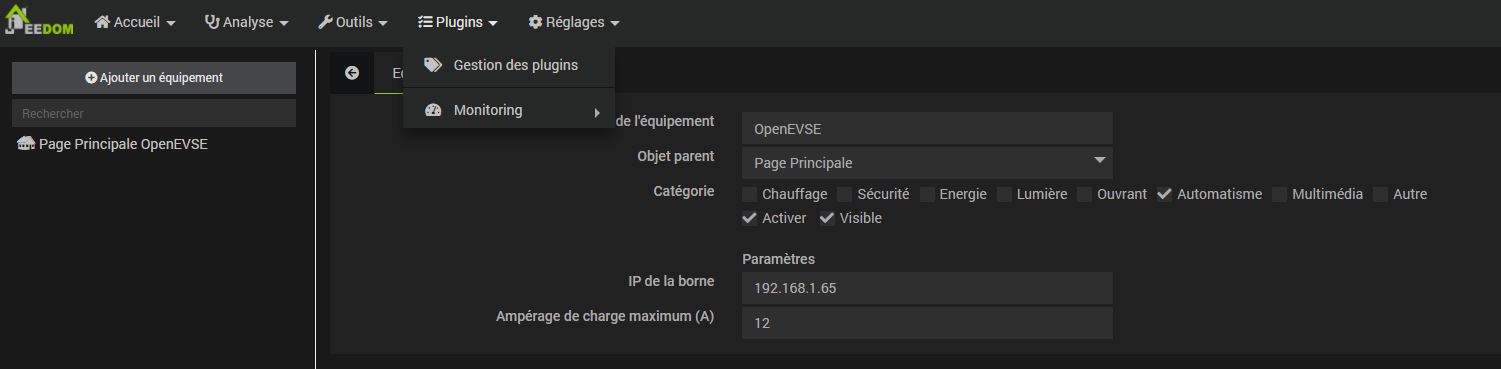 EEDOM Accueil Analyse Outils Plugins Réglages
Gestion des plugins
Monitoring
Ajouter un équipement
Rechercher
Page Principale OpenEVSE
de l'équipement OpenEVSE
Objet parent Page Principale
Catégorie Chauffage Sécurité Energie Lumière Ouvrant Automatisme Multimédia Autre
Activer Visible
Paramètres
IP de la borne 192.168.1.65
Ampérage de charge maximum (A) 12